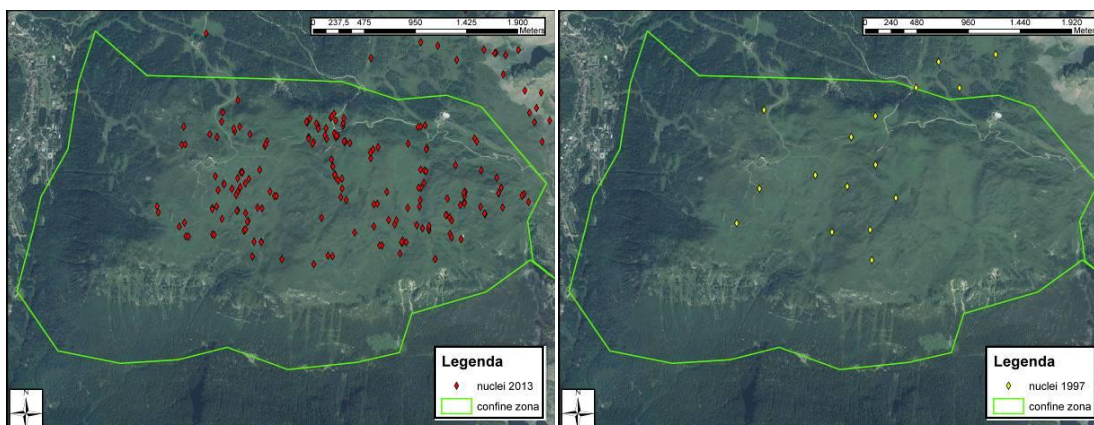 0 237,5 475 950 1.425 1.900
Meters
Legenda
nuclei 2013
confine zona
N
0 240 480 960 1.440 1.920
Meters
Legenda
nuclei 1997
confine zona
N